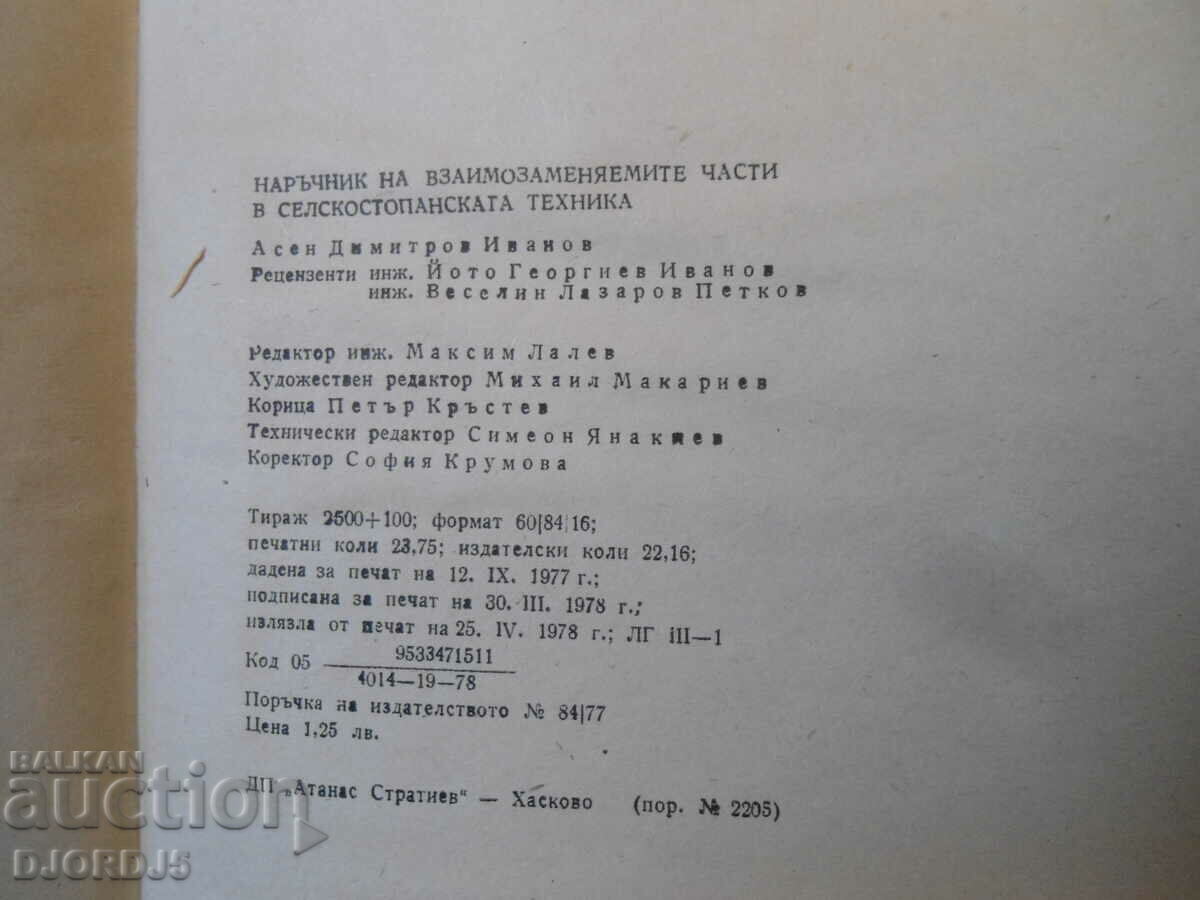 НАРЪЧНИК НА ВЗАИМОЗАМЕНЯЕМИТЕ ЧАСТИ
В СЕЛСКОСТОПАНСКАТА ТЕХНИКА
Асен Димитров Иванов
Рецензенти инж. Йото Георгиев Иванов
инж. Веселин Лазаров Петков
Редактор инж. Максим Лалев
Художествен редактор Михаил Макариев
Корица Петър Кръстев
Технически редактор Симеон Янакиев
Коректор София Крумова
Тираж 2500+100; формат 60|84|16;
печатни коли 23,75; издателски коли 22,16;
дадена за печат на 12. IX. 1977 г.;
подписана за печат на 30. III. 1978 г.;
излязла от печат на 25. IV. 1978 г.; ЛГ III—1
Код 05 9533471511
4014—19—78
Поръчка на издателството № 84|77
Цена 1,25 лв.
ДП „Атанас Стратиев“ — Хасково (пор. № 2205)
BALKAN
auction
DJORDJ5